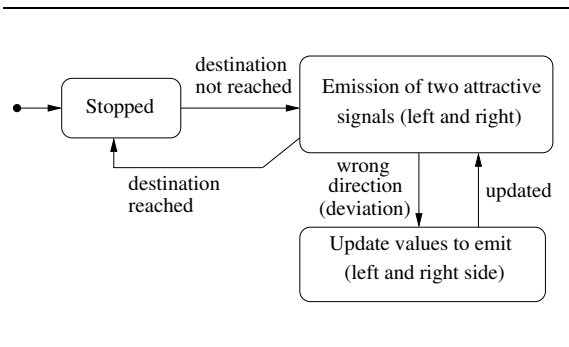 destination
not reached
Stopped
Emission of two attractive
signals (left and right)
destination
reached
wrong
direction
(deviation)
updated
Update values to emit
(left and right side)